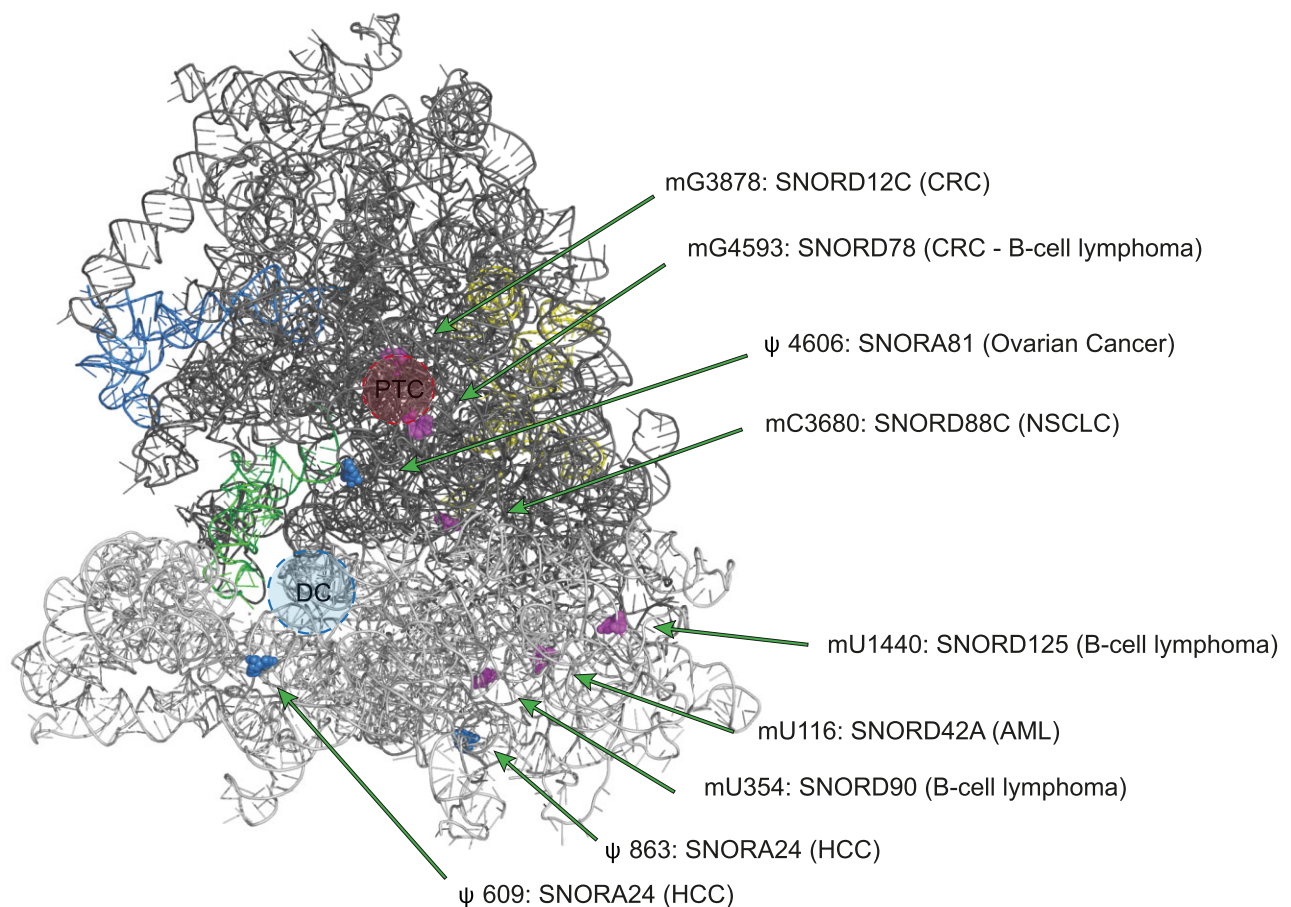 mG3878: SNORD12C (CRC)
mG4593: SNORD78 (CRC - B-cell lymphoma)
ψ 4606: SNORA81 (Ovarian Cancer)
PTC
mC3680: SNORD88C (NSCLC)
DC
mU1440: SNORD125 (B-cell lymphoma)
mU116: SNORD42A (AML)
mU354: SNORD90 (B-cell lymphoma)
ψ 863: SNORA24 (HCC)
ψ 609: SNORA24 (HCC)